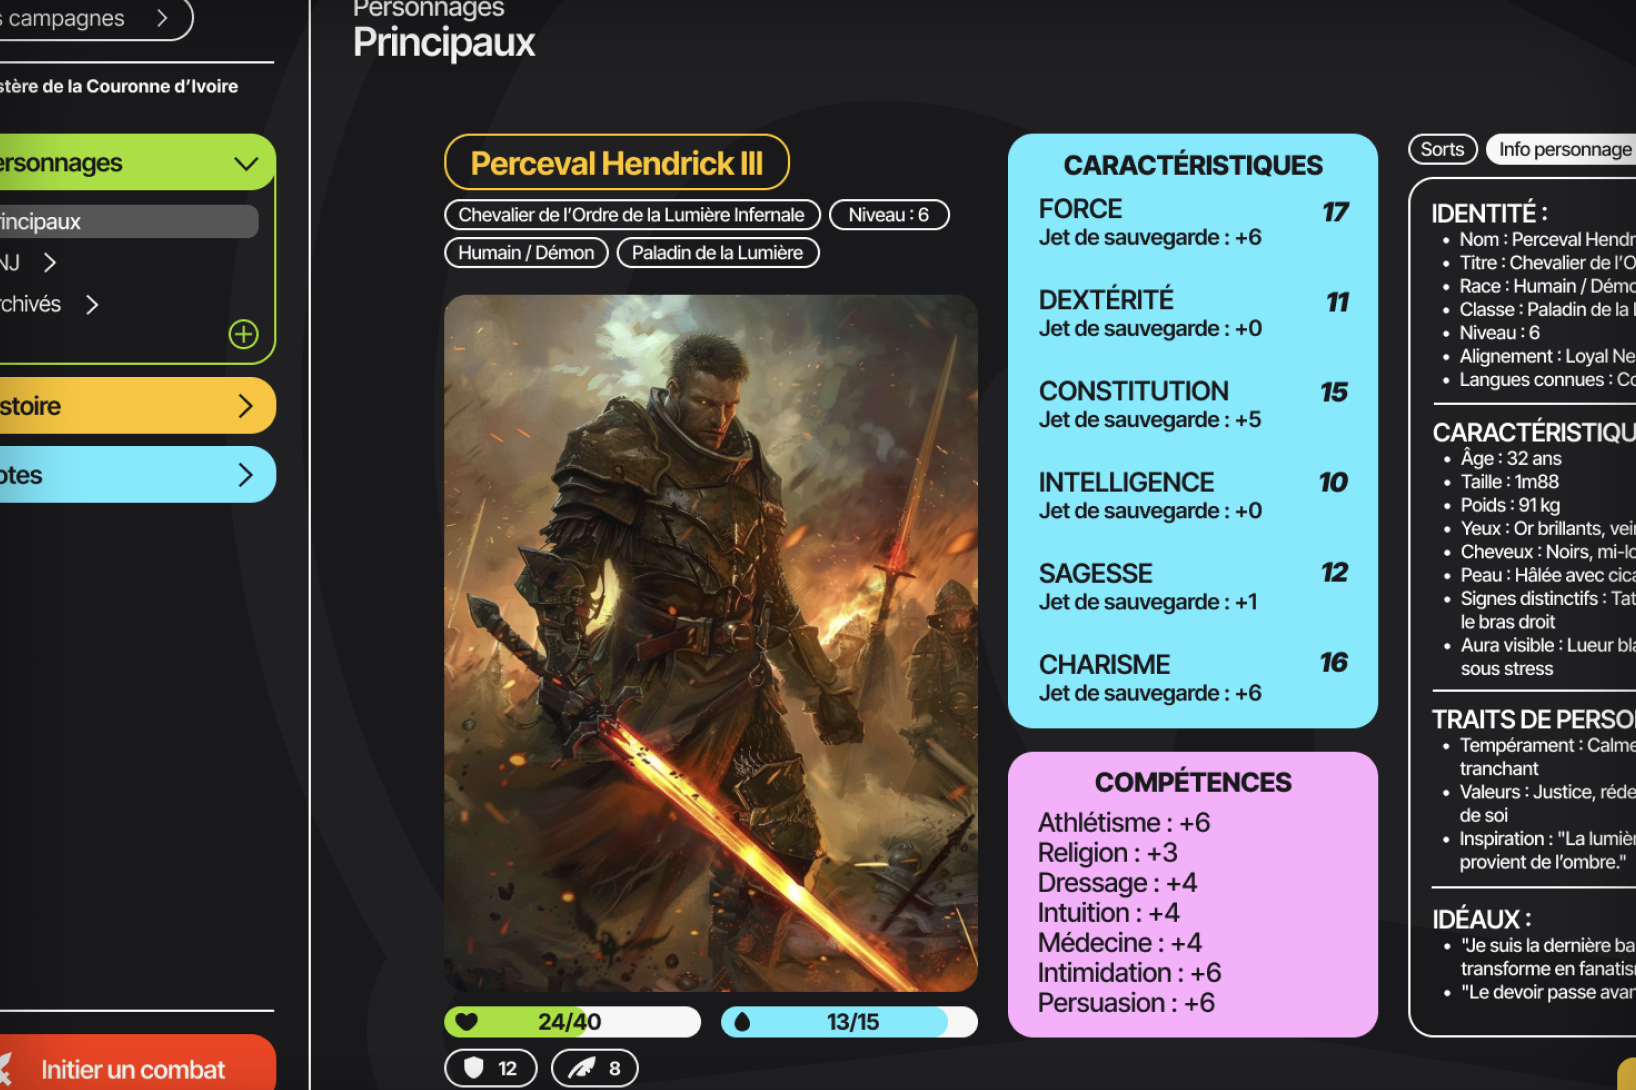 s campagnes
Personnages
Principaux
stère de la Couronne d'Ivoire
ersonnages
rincipaux
NJ
rchivés
stoire
otes
Initier un combat
Perceval Hendrick III
Chevalier de l'Ordre de la Lumière Infernale
Niveau : 6
Humain / Démon
Paladin de la Lumière
24/40
13/15
12
8
CARACTÉRISTIQUES
FORCE
17
Jet de sauvegarde : +6
DEXTÉRITÉ
11
Jet de sauvegarde : +0
CONSTITUTION
15
Jet de sauvegarde : +5
INTELLIGENCE
10
Jet de sauvegarde : +0
SAGESSE
12
Jet de sauvegarde : +1
CHARISME
16
Jet de sauvegarde : +6
COMPÉTENCES
Athlétisme : +6
Religion : +3
Dressage : +4
Intuition : +4
Médecine : +4
Intimidation : +6
Persuasion : +6
Sorts
Info personnage
IDENTITÉ :
• Nom : Perceval Hendr
• Titre : Chevalier de l'O
• Race : Humain / Démo
• Classe : Paladin de la
• Niveau : 6
• Alignement : Loyal Ne
• Langues connues : Co
CARACTÉRISTIQU
• Âge : 32 ans
• Taille : 1m88
• Poids : 91 kg
• Yeux : Or brillants, vei
• Cheveux : Noirs, mi-lo
• Peau : Hâlée avec cica
• Signes distinctifs : Tat
le bras droit
• Aura visible : Lueur bla
sous stress
TRAITS DE PERSO
• Tempérament : Calme
tranchant
• Valeurs : Justice, réde
de soi
• Inspiration : "La lumièr
provient de l'ombre."
IDÉAUX :
• "Je suis la dernière ba
transforme en fanatis
• "Le devoir passe avan